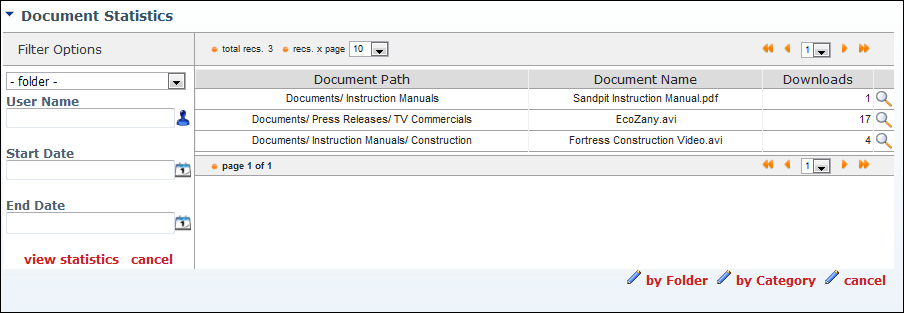 Document Statistics
Filter Options
total recs. 3 recs. x page 10 1
- folder -
User Name
Start Date
End Date
view statistics cancel
Document Path Document Name Downloads
Documents/ Instruction Manuals Sandpit Instruction Manual.pdf 1
Documents/ Press Releases/ TV Commercials EcoZany.avi 17
Documents/ Instruction Manuals/ Construction Fortress Construction Video.avi 4
page 1 of 1 1
by Folder by Category cancel